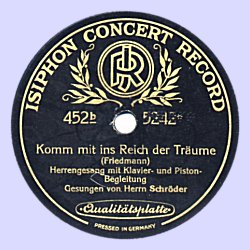 ISIPHON CONCERT RECORD
452b 5242a
Komm mit ins Reich der Träume
(Friedmann)
Herrengesang mit Klavier- und Piston-
Begleitung
Gesungen von Herrn Schröder
Qualitätsplatte
PRESSED IN GERMANY